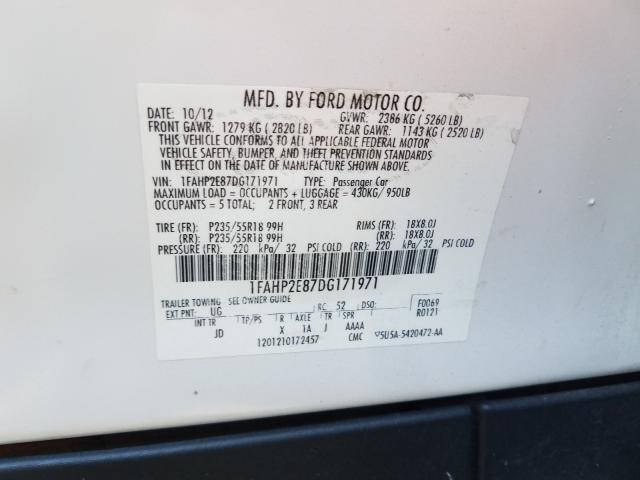 MFD. BY FORD MOTOR CO.
DATE: 10/12 GVWR: 2386 KG ( 5260 LB)
FRONT GAWR: 1279 KG ( 2820 LB) REAR GAWR: 1143 KG ( 2520 LB)
THIS VEHICLE CONFORMS TO ALL APPLICABLE FEDERAL MOTOR
VEHICLE SAFETY, BUMPER, AND THEFT PREVENTION STANDARDS
IN EFFECT ON THE DATE OF MANUFACTURE SHOWN ABOVE.
VIN: 1FAHP2E87DG171971 TYPE: Passenger Car
MAXIMUM LOAD = OCCUPANTS + LUGGAGE = 430KG/ 950LB
OCCUPANTS = 5 TOTAL; 2 FRONT, 3 REAR
TIRE (FR): P235/55R18 99H RIMS (FR): 18X8.0J
(RR): P235/55R18 99H (RR): 18X8.0J
PRESSURE (FR): 220 kPa/ 32 PSI COLD (RR): 220 kPa/ 32 PSI COLD
1FAHP2E87DG171971
TRAILER TOWING SEE OWNER GUIDE
EXT PNT: UG RC: 52 DSO: F0069
INT TR TP/PS R AXLE TR SPR R0121
JD X 1A J AAAA
1201210172457 CMC 5U5A-5420472-AA